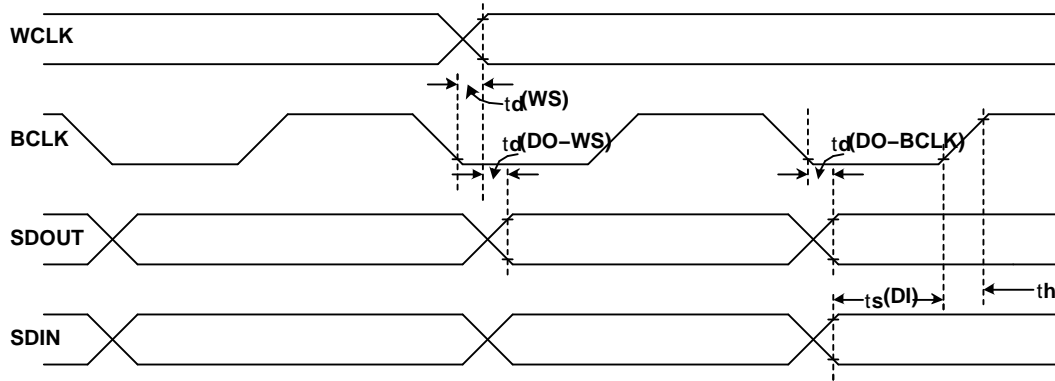 WCLK
td(WS)
BCLK
td(DO−WS)
td(DO−BCLK)
SDOUT
ts(DI)
th
SDIN